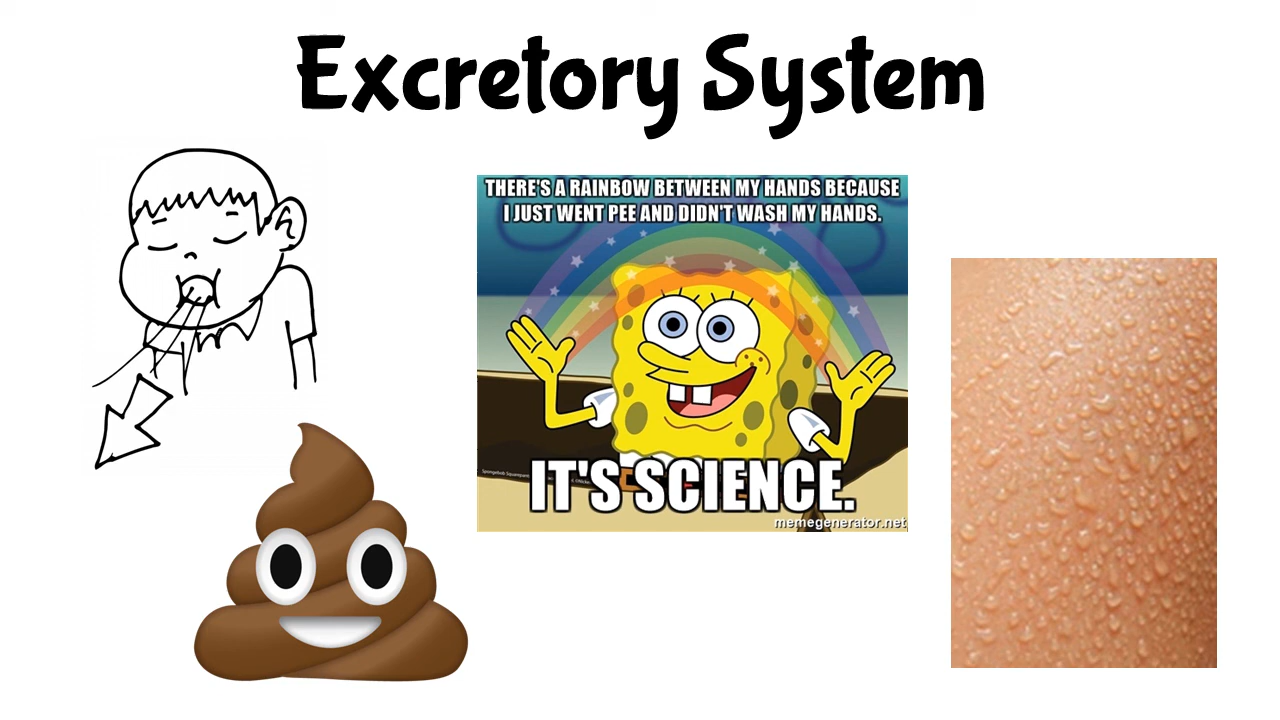 Excretory System
THERE'S A RAINBOW BETWEEN MY HANDS BECAUSE
I JUST WENT PEE AND DIDN'T WASH MY HANDS.
IT'S SCIENCE.
memegenerator.net